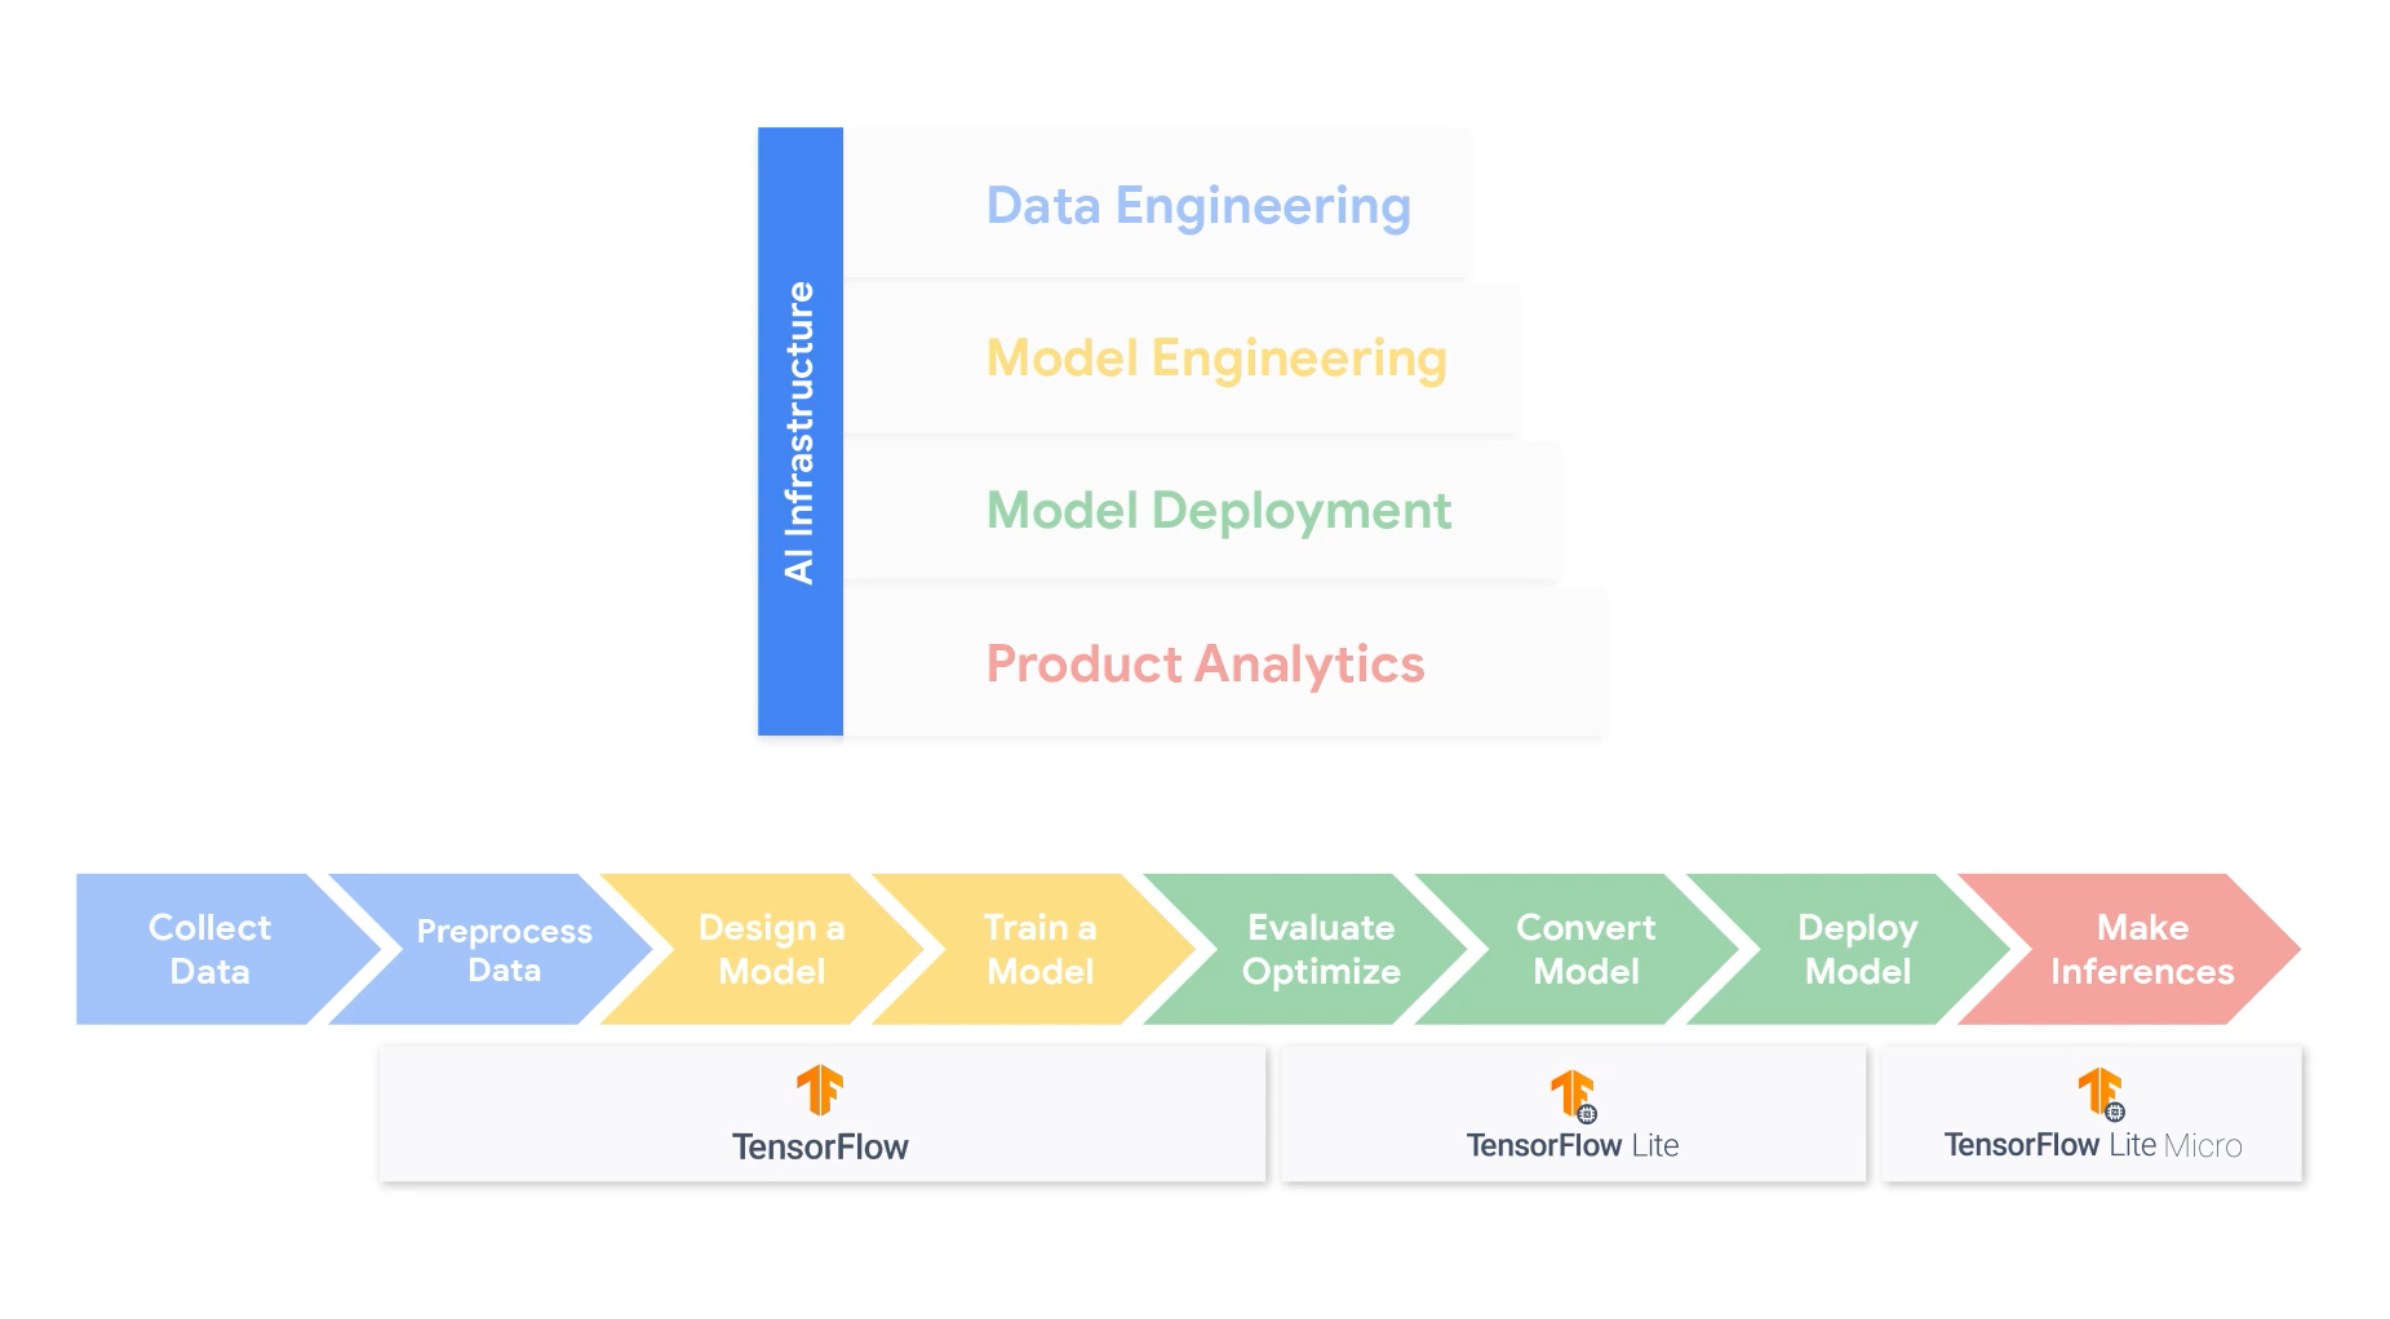 AI Infrastructure
Data Engineering
Model Engineering
Model Deployment
Product Analytics
Collect
Data
Preprocess
Data
Design a
Model
Train a
Model
Evaluate
Optimize
Convert
Model
Deploy
Model
Make
Inferences
TensorFlow
TensorFlow Lite
TensorFlow Lite Micro